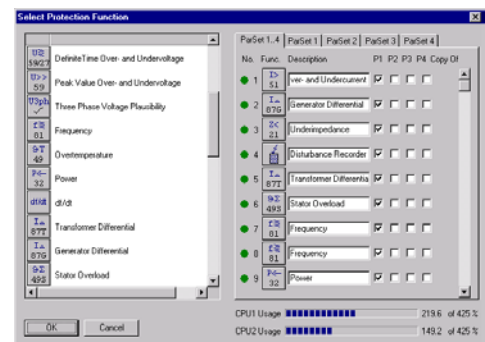 Select Protection Function
59/27 DefiniteTime Over- and Undervoltage
U>> 59 Peak Value Over- and Undervoltage
U3ph Three Phase Voltage Plausibility
81 Frequency
49 Overtemperature
32 Power
df/dt df/dt
87T Transformer Differential
87G Generator Differential
49S Stator Overload
OK Cancel
ParSet 1..4 ParSet 1 ParSet 2 ParSet 3 ParSet 4
No. Func. Description P1 P2 P3 P4 Copy Of
1 I> 51 ver- and Undercurrent
2 87G Generator Differential
3 Z< 21 Underimpedance
4 Disturbance Recorder
5 87T Transformer Differentia
6 49S Stator Overload
7 81 Frequency
8 81 Frequency
9 32 Power
CPU1 Usage 219.6 of 425 %
CPU2 Usage 149.2 of 425 %